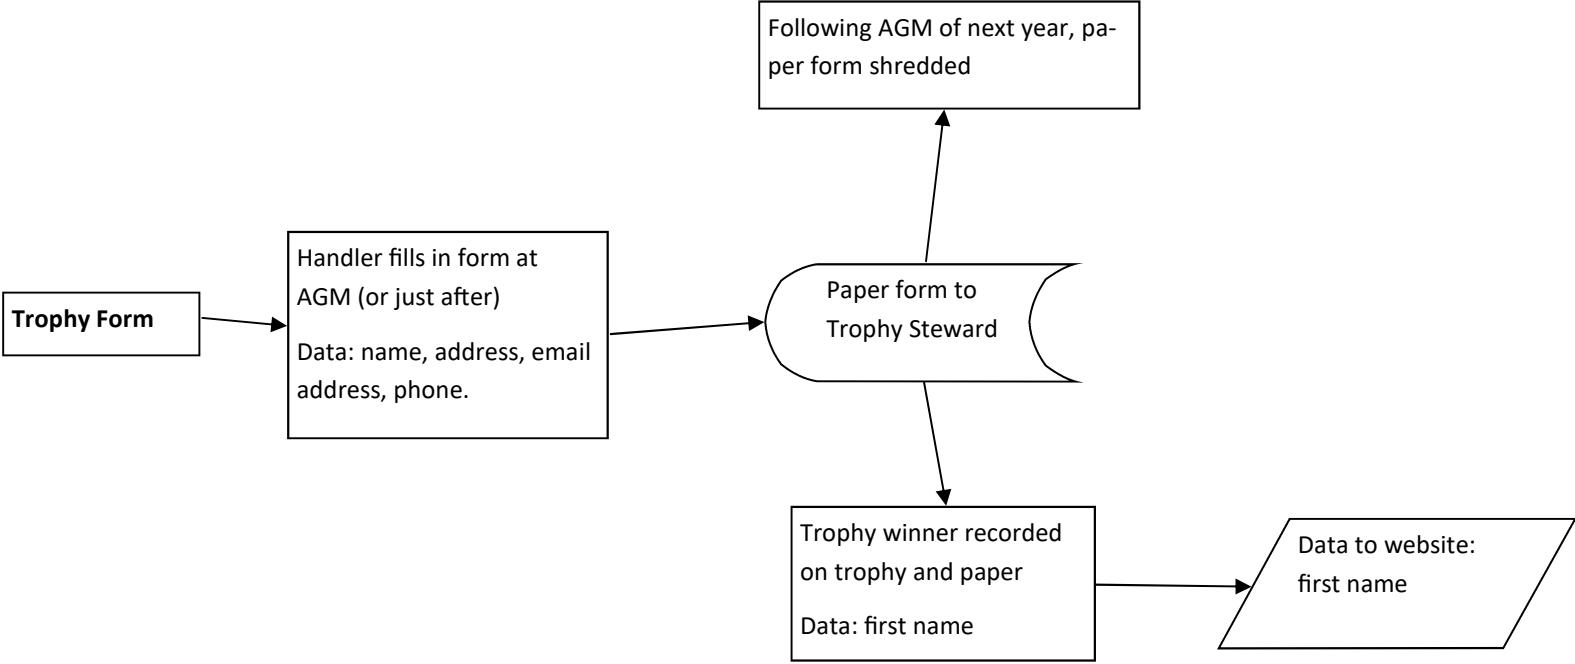 Following AGM of next year, pa-
per form shredded
Trophy Form
Handler fills in form at
AGM (or just after)
Data: name, address, email
address, phone.
Paper form to
Trophy Steward
Trophy winner recorded
on trophy and paper
Data: first name
Data to website:
first name